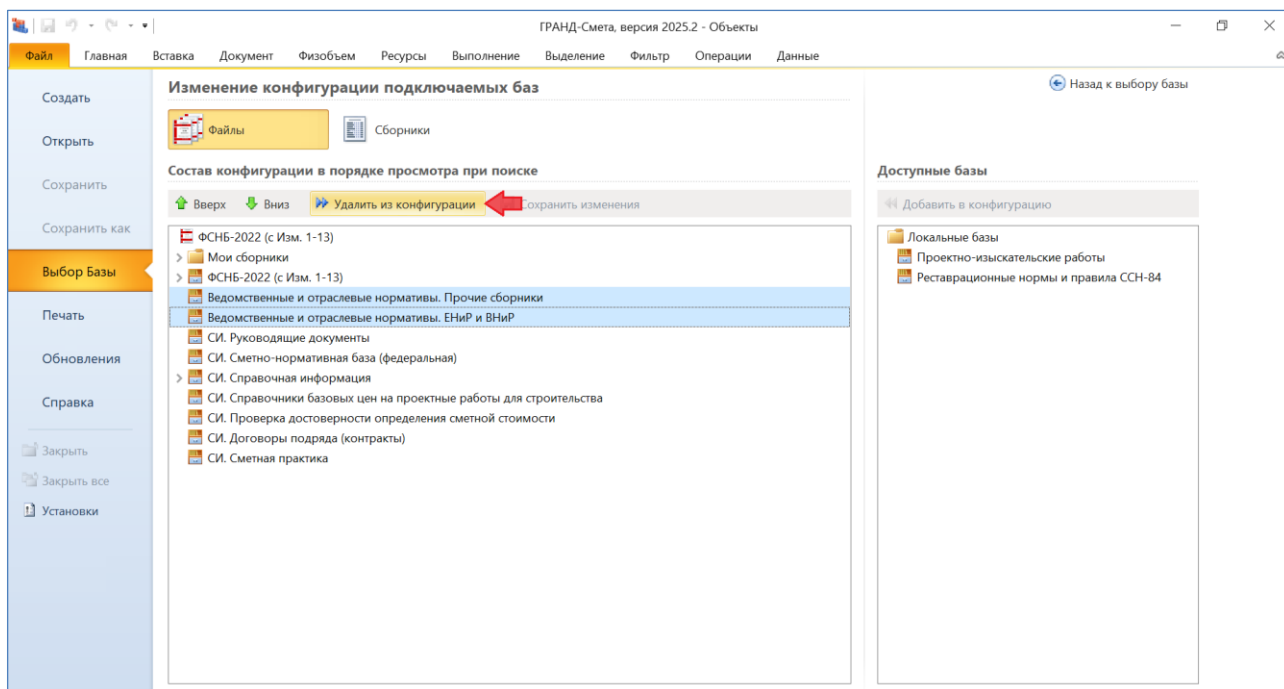 ГРАНД-Смета, версия 2025.2 - Объекты
Файл Главная Вставка Документ Физобъем Ресурсы Выполнение Выделение Фильтр Операции Данные
Создать
Открыть
Сохранить
Сохранить как
Выбор Базы
Печать
Обновления
Справка
Закрыть
Закрыть все
Установки
Изменение конфигурации подключаемых баз
Назад к выбору базы
Файлы Сборники
Состав конфигурации в порядке просмотра при поиске
Вверх Вниз Удалить из конфигурации Сохранить изменения
ФСНБ-2022 (с Изм. 1-13)
Мои сборники
ФСНБ-2022 (с Изм. 1-13)
Ведомственные и отраслевые нормативы. Прочие сборники
Ведомственные и отраслевые нормативы. ЕНиР и ВНиР
СИ. Руководящие документы
СИ. Сметно-нормативная база (федеральная)
СИ. Справочная информация
СИ. Справочники базовых цен на проектные работы для строительства
СИ. Проверка достоверности определения сметной стоимости
СИ. Договоры подряда (контракты)
СИ. Сметная практика
Доступные базы
Добавить в конфигурацию
Локальные базы
Проектно-изыскательские работы
Реставрационные нормы и правила ССН-84